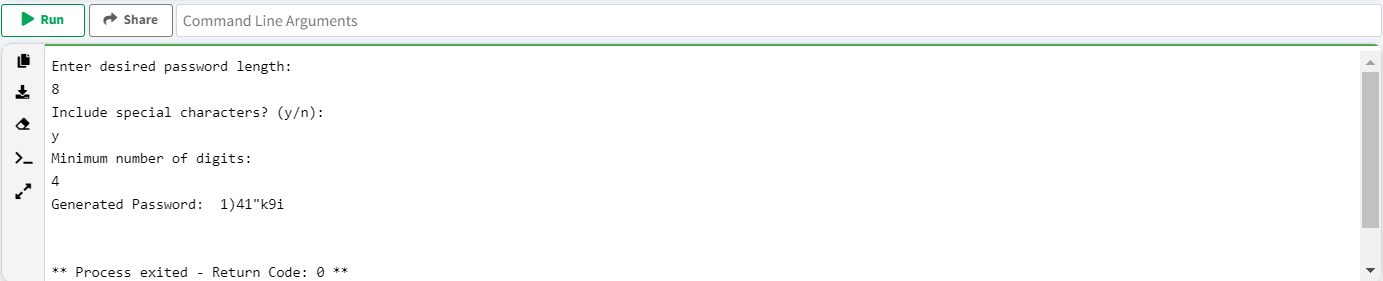 Run Share Command Line Arguments
Enter desired password length:
8
Include special characters? (y/n):
y
Minimum number of digits:
4
Generated Password:  1)41"k9i
** Process exited - Return Code: 0 **